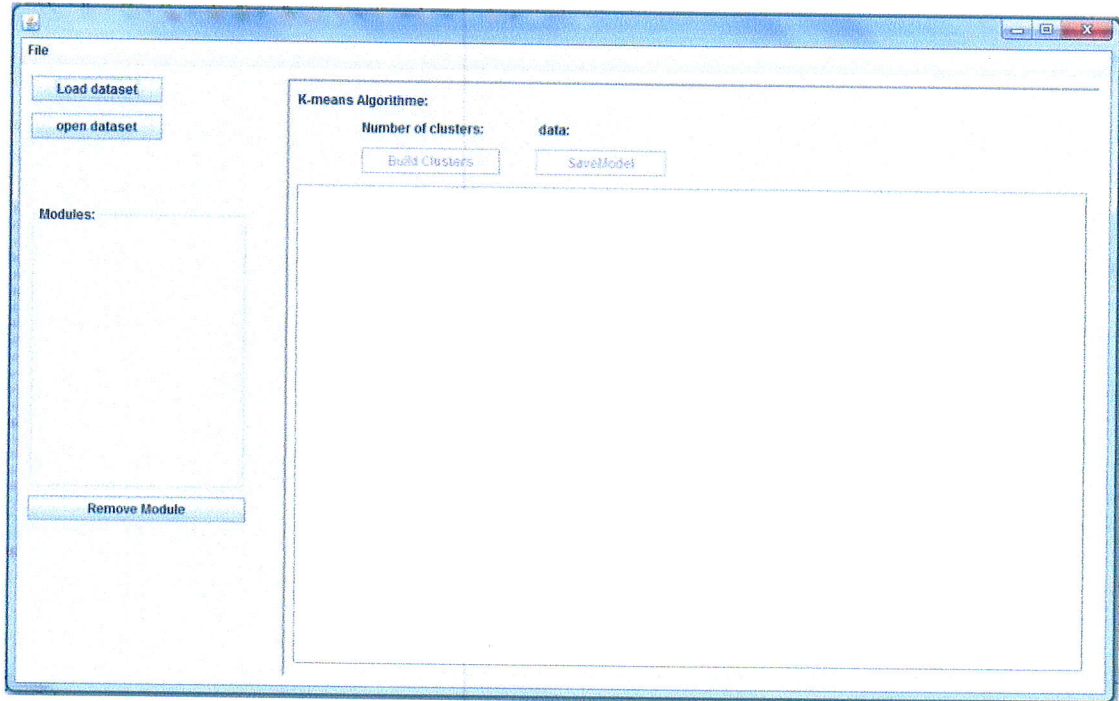 File
Load dataset
open dataset
Modules:
Remove Module
K-means Algorithme:
Number of clusters: data:
Build Clusters SaveModel